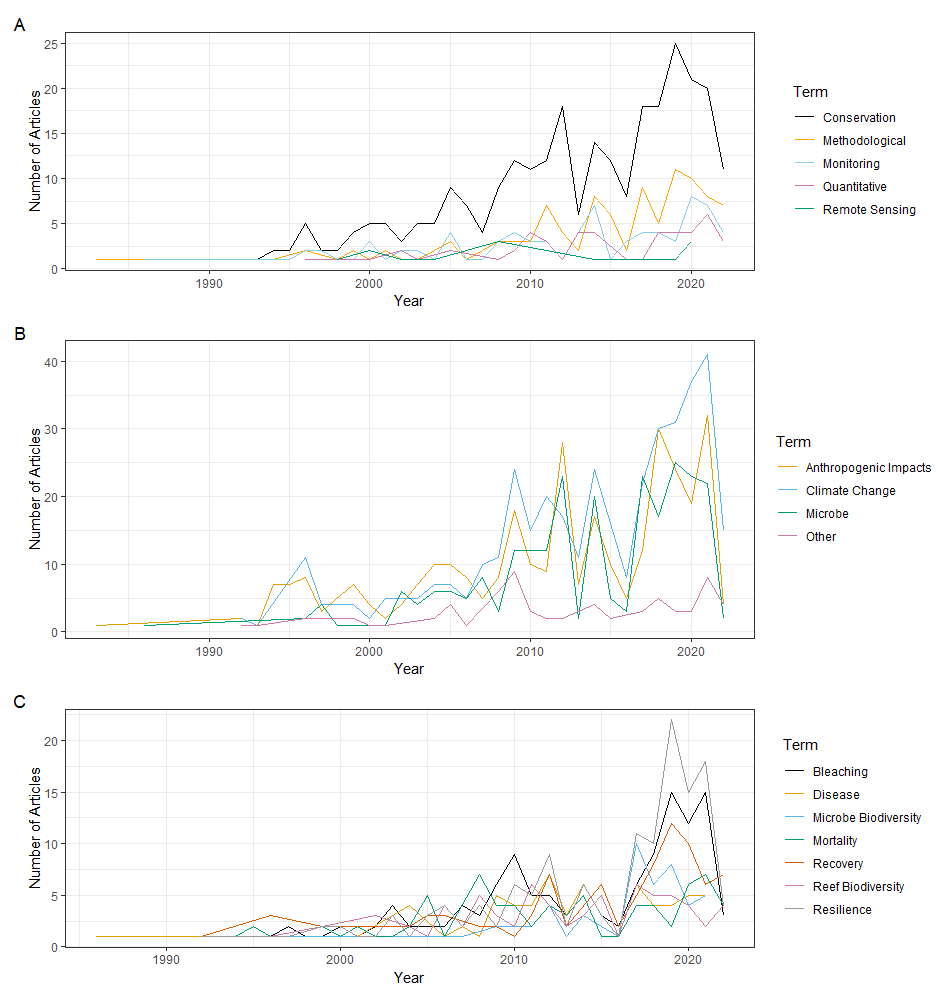 A
Number of Articles
25
20
15
10
5
0
1990
2000
2010
2020
Year
Term
Conservation
Methodological
Monitoring
Quantitative
Remote Sensing
B
Number of Articles
40
30
20
10
0
1990
2000
2010
2020
Year
Term
Anthropogenic Impacts
Climate Change
Microbe
Other
C
Number of Articles
20
15
10
5
0
1990
2000
2010
2020
Year
Term
Bleaching
Disease
Microbe Biodiversity
Mortality
Recovery
Reef Biodiversity
Resilience